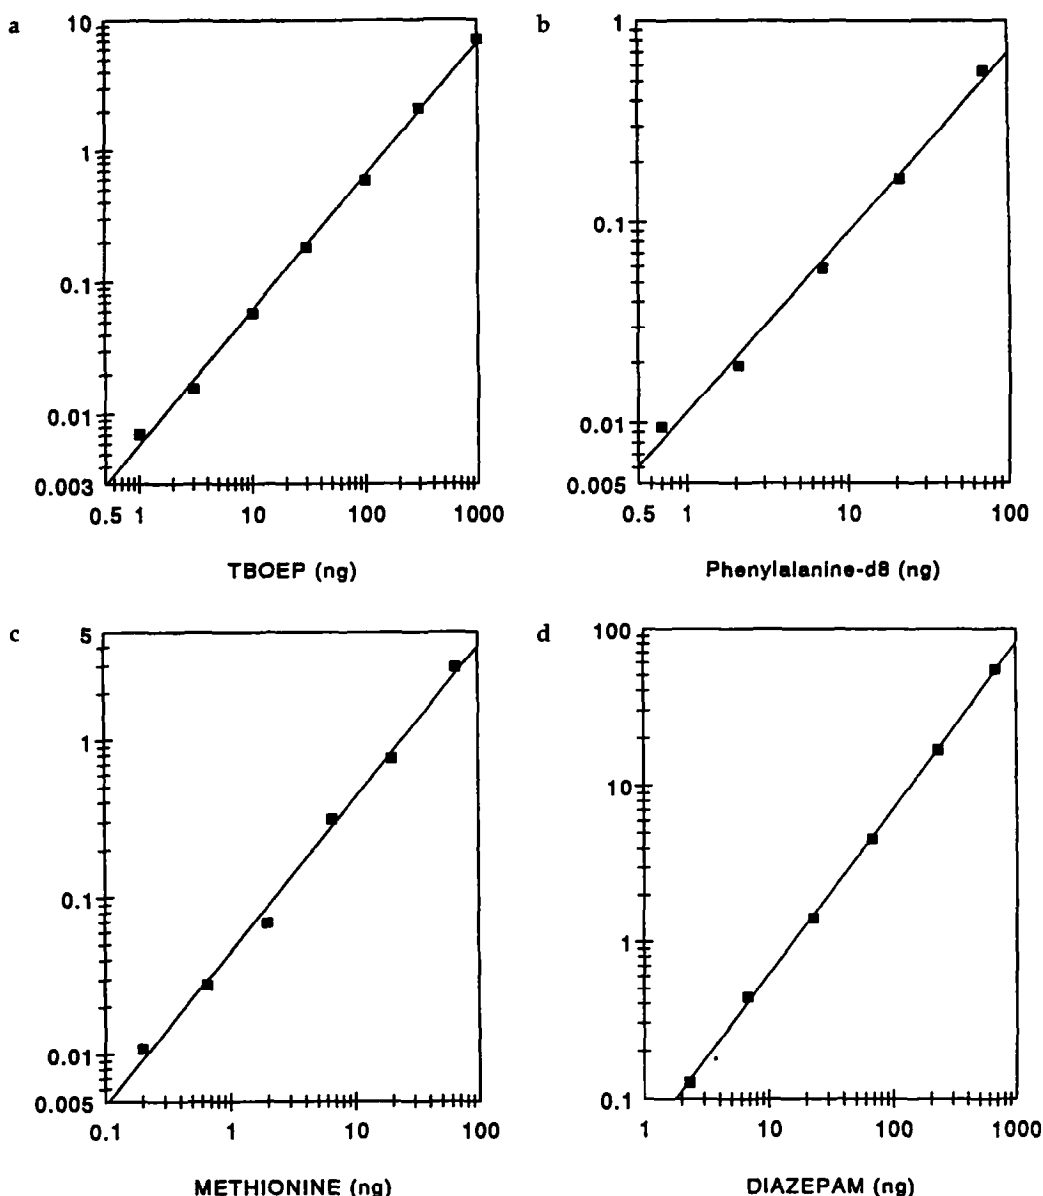 a
10
1
0.1
0.01
0.003
0.5 1 10 100 1000
TBOEP (ng)
b
1
0.1
0.01
0.005
0.5 1 10 100
Phenylalanine-d8 (ng)
c
5
1
0.1
0.01
0.005
0.1 1 10 100
METHIONINE (ng)
d
100
10
1
0.1
1 10 100 1000
DIAZEPAM (ng)